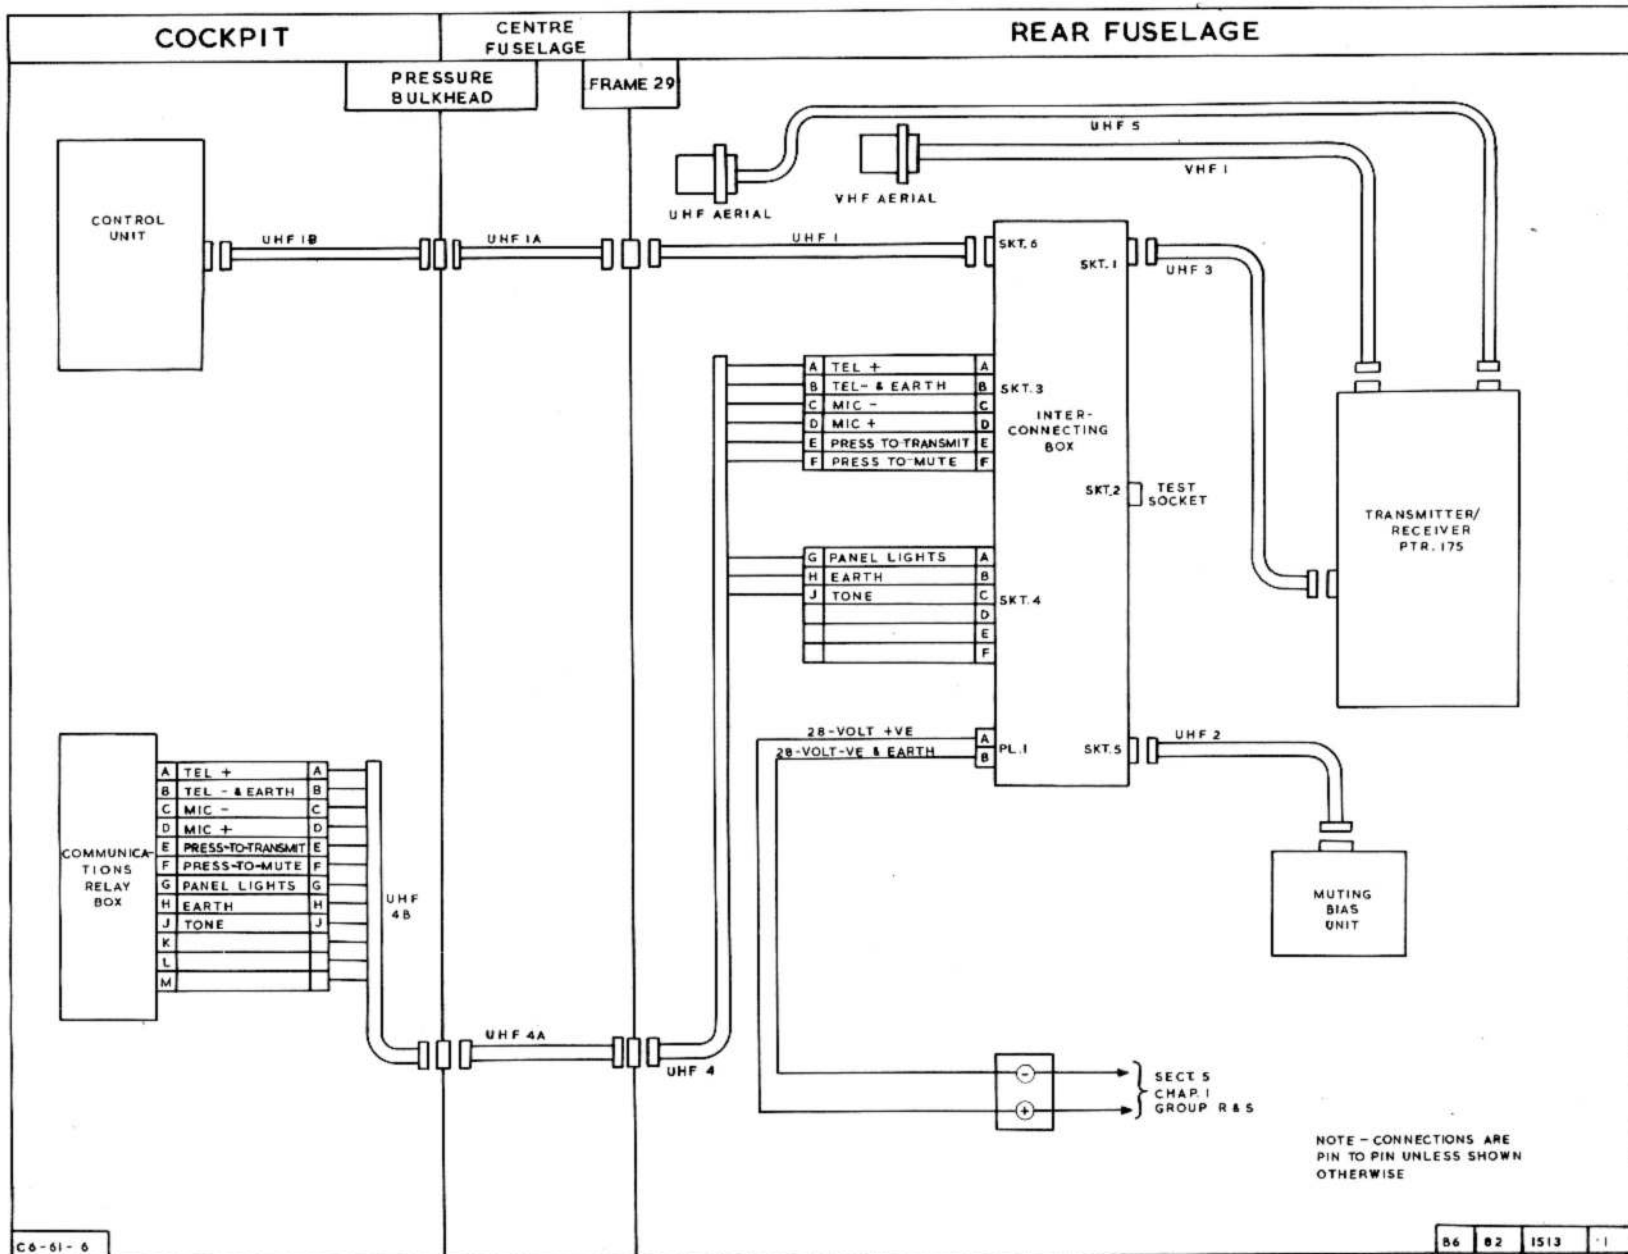 COCKPIT
CENTRE
FUSELAGE
REAR FUSELAGE
PRESSURE
BULKHEAD
FRAME 29
UHF 5
VHF 1
UHF AERIAL
VHF AERIAL
CONTROL
UNIT
UHF 1B
UHF 1A
UHF 1
SKT. 6
SKT. 1
UHF 3
A TEL + A
B TEL - & EARTH B
C MIC - C
D MIC + D
E PRESS TO-TRANSMIT E
F PRESS TO-MUTE F
SKT. 3
INTER-
CONNECTING
BOX
SKT. 2
TEST
SOCKET
TRANSMITTER/
RECEIVER
PTR. 175
G PANEL LIGHTS A
H EARTH B
J TONE C
D
E
F
SKT. 4
28-VOLT +VE A
28-VOLT-VE & EARTH B
PL. 1
SKT. 5
UHF 2
COMMUNICA-
TIONS
RELAY
BOX
A TEL + A
B TEL - & EARTH B
C MIC - C
D MIC + D
E PRESS-TO-TRANSMIT E
F PRESS-TO-MUTE F
G PANEL LIGHTS G
H EARTH H
J TONE J
K
L
M
UHF
4B
MUTING
BIAS
UNIT
UHF 4A
UHF 4
-
+
SECT. 5
CHAP. 1
GROUP R & S
NOTE - CONNECTIONS ARE
PIN TO PIN UNLESS SHOWN
OTHERWISE
C6-61- 6
B6 82 1513 1